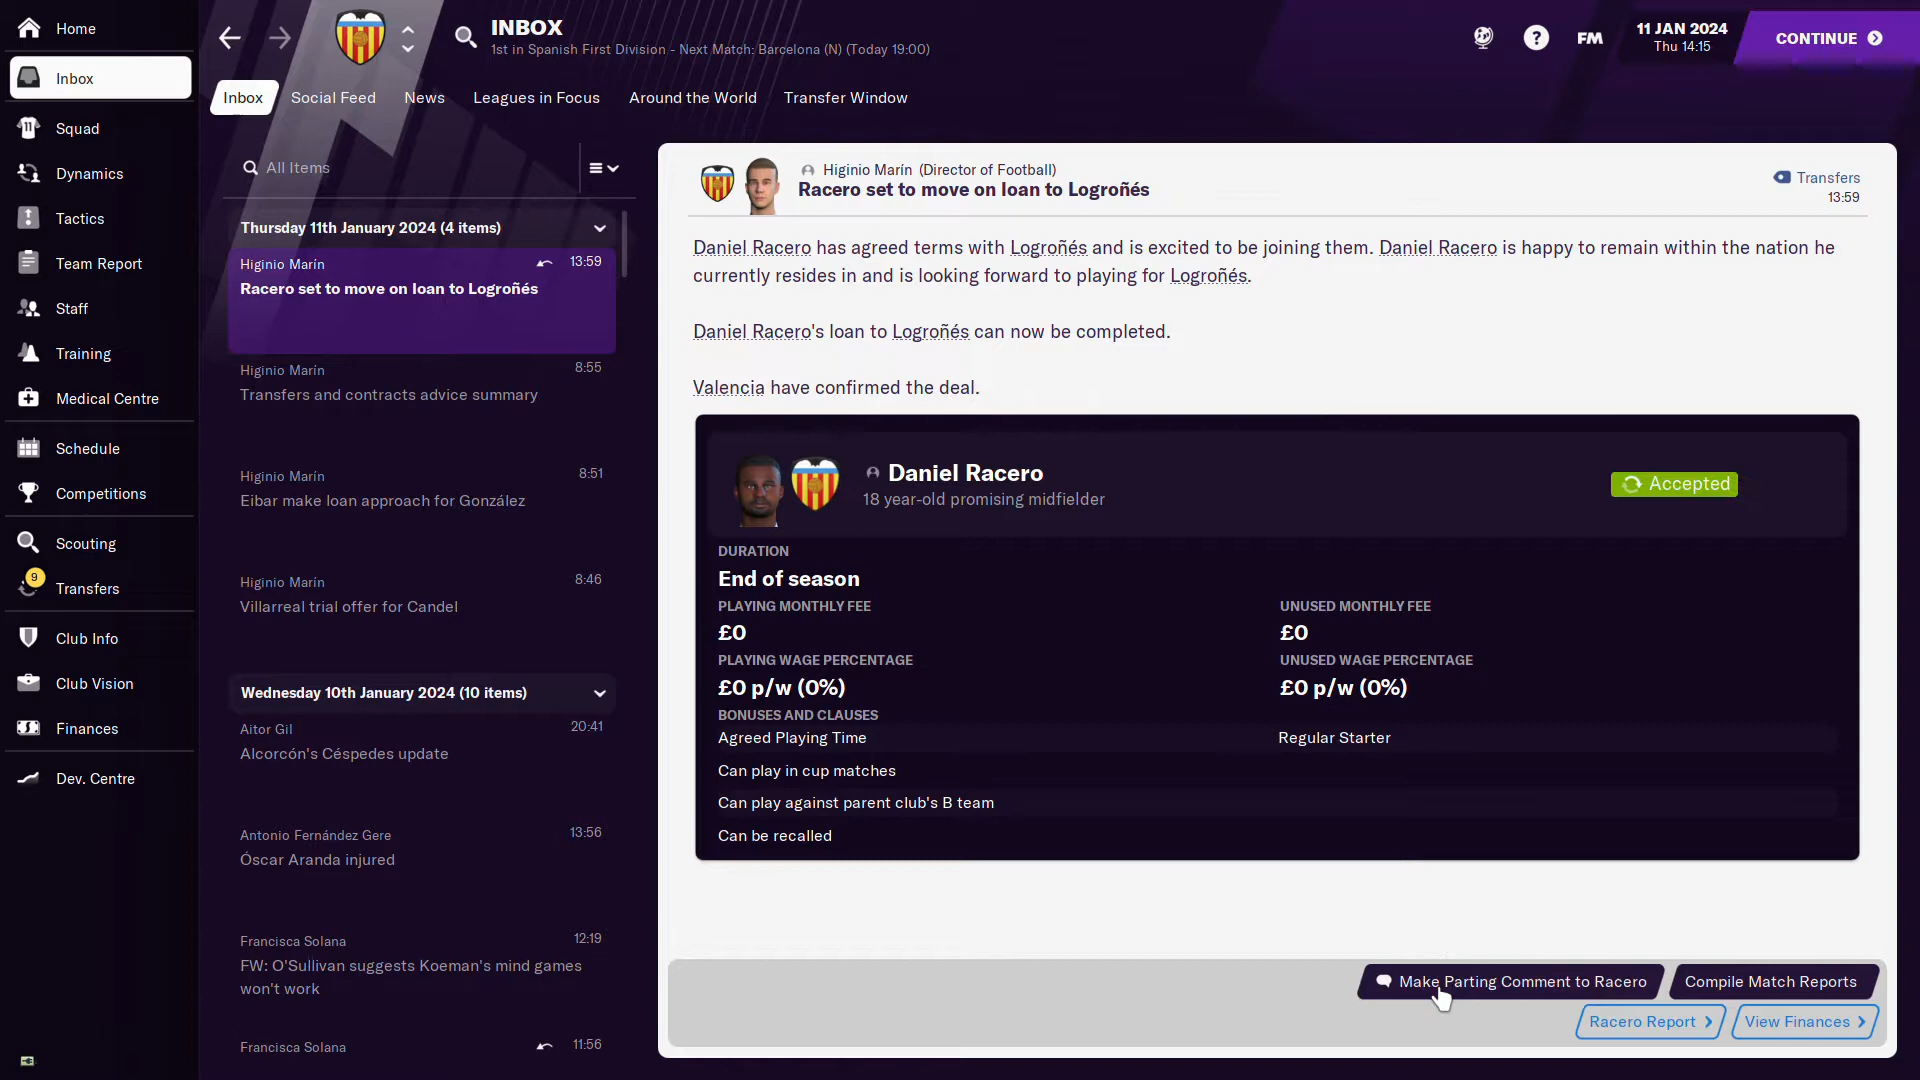 Home
Inbox
Squad
Dynamics
Tactics
Team Report
Staff
Training
Medical Centre
Schedule
Competitions
Scouting
9
Transfers
Club Info
Club Vision
Finances
Dev. Centre
INBOX
1st in Spanish First Division - Next Match: Barcelona (N) (Today 19:00)
FM
11 JAN 2024
Thu 14:15
CONTINUE
Inbox Social Feed News Leagues in Focus Around the World Transfer Window
All Items
Thursday 11th January 2024 (4 items)
Higinio Marín 13:59
Racero set to move on loan to Logroñés
Higinio Marín 8:55
Transfers and contracts advice summary
Higinio Marín 8:51
Eibar make loan approach for González
Higinio Marín 8:46
Villarreal trial offer for Candel
Wednesday 10th January 2024 (10 items)
Aitor Gil 20:41
Alcorcón's Céspedes update
Antonio Fernández Gere 13:56
Óscar Aranda injured
Francisca Solana 12:19
FW: O'Sullivan suggests Koeman's mind games
won't work
Francisca Solana 11:56
Higinio Marín (Director of Football)
Racero set to move on loan to Logroñés
Transfers
13:59
Daniel Racero has agreed terms with Logroñés and is excited to be joining them. Daniel Racero is happy to remain within the nation he
currently resides in and is looking forward to playing for Logroñés.
Daniel Racero's loan to Logroñés can now be completed.
Valencia have confirmed the deal.
Daniel Racero
18 year-old promising midfielder
Accepted
DURATION
End of season
PLAYING MONTHLY FEE UNUSED MONTHLY FEE
£0 £0
PLAYING WAGE PERCENTAGE UNUSED WAGE PERCENTAGE
£0 p/w (0%) £0 p/w (0%)
BONUSES AND CLAUSES
Agreed Playing Time Regular Starter
Can play in cup matches
Can play against parent club's B team
Can be recalled
Make Parting Comment to Racero Compile Match Reports
Racero Report View Finances